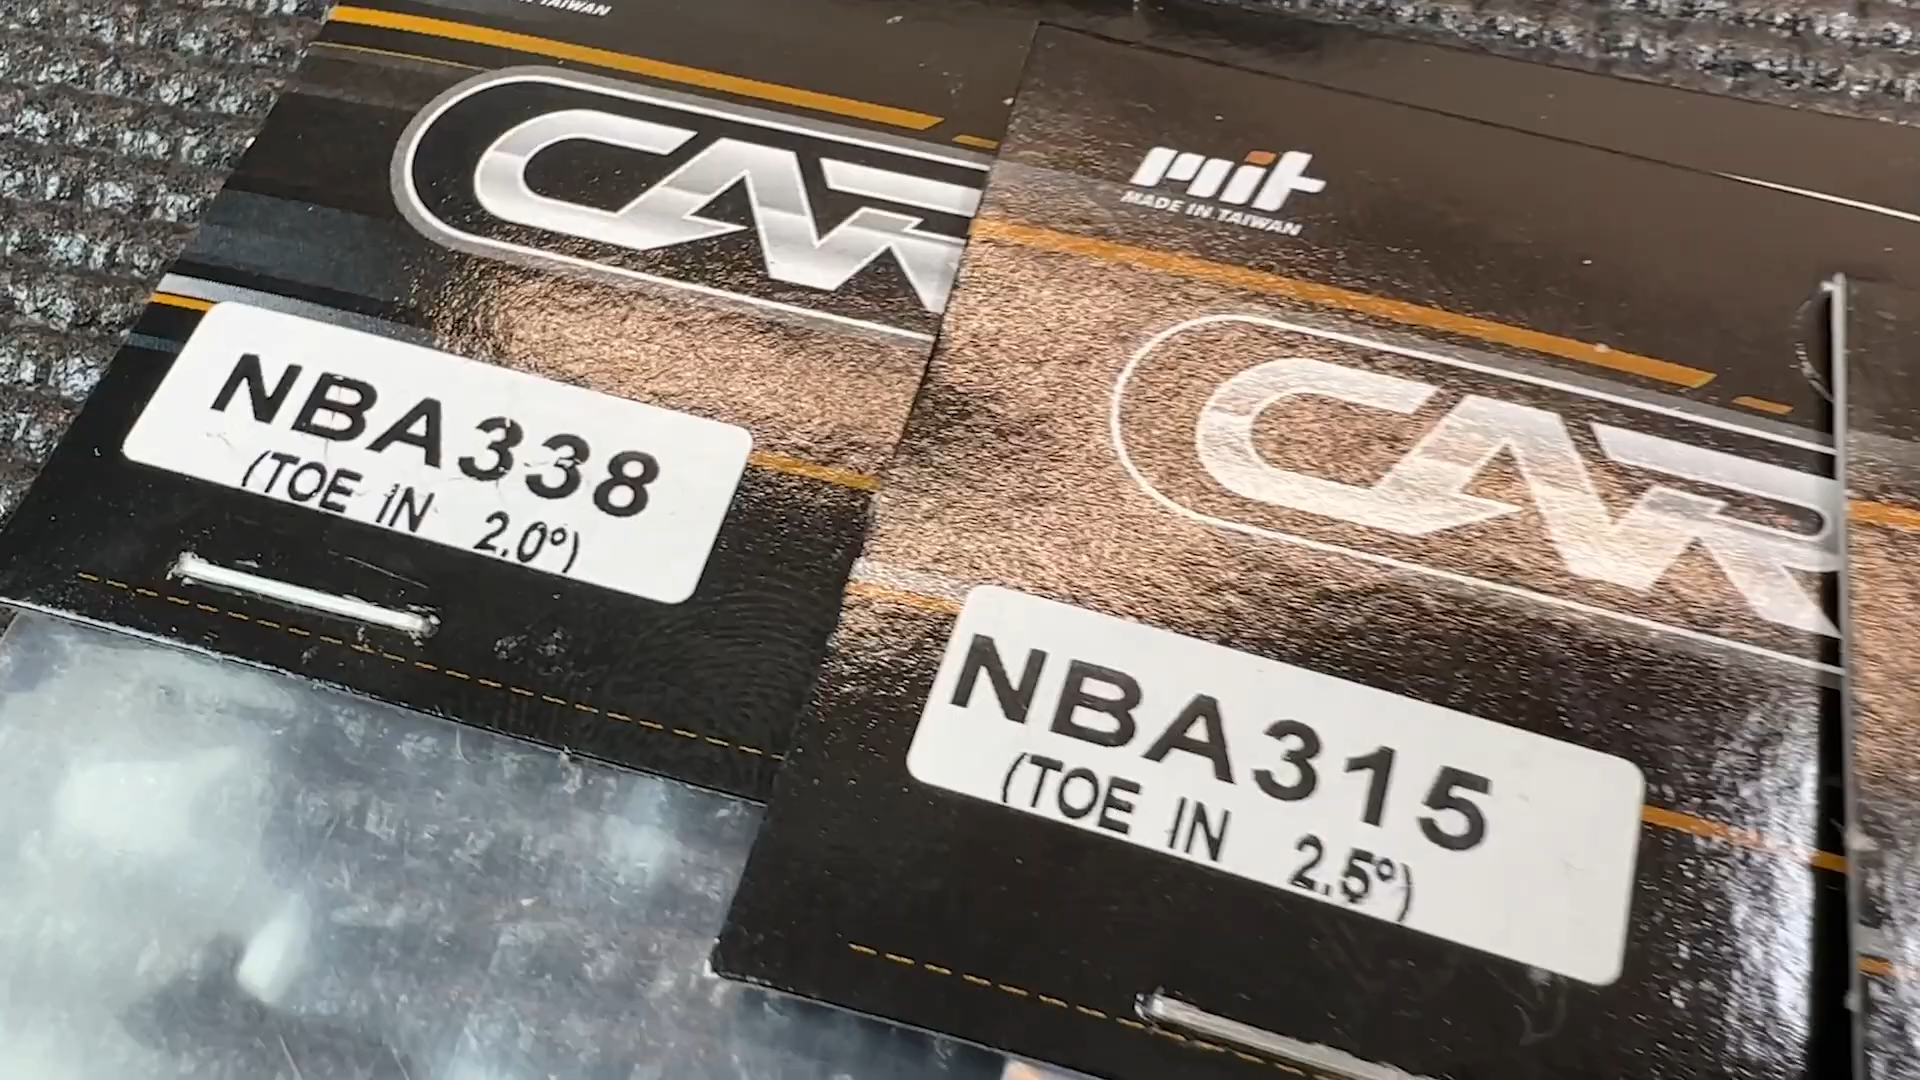 IN TAIWAN
CAR
NBA338
(TOE IN 2.0°)
mit
MADE IN TAIWAN
CAR
NBA315
(TOE IN 2.5°)